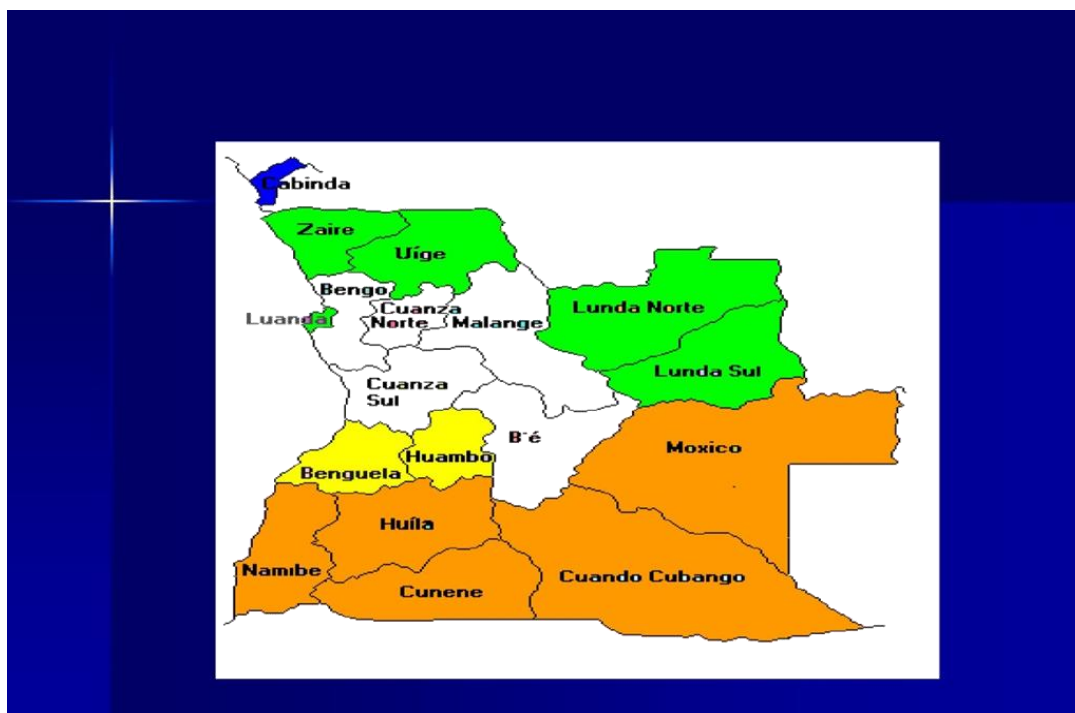 Cabinda
Zaire
Uíge
Bengo
Luanda
Cuanza
Norte
Malange
Lunda Norte
Lunda Sul
Cuanza
Sul
B´é
Huambo
Benguela
Moxico
Huíla
Namibe
Cunene
Cuando Cubango